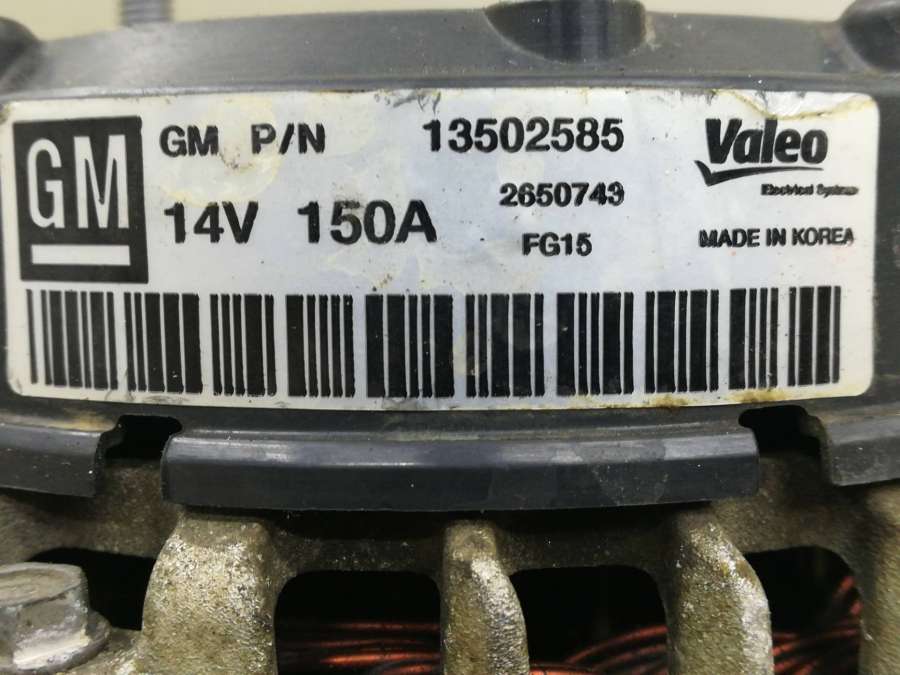 GM
GM P/N 13502585
14V 150A
2650743
FG15
Valeo
Electrical Systems
MADE IN KOREA